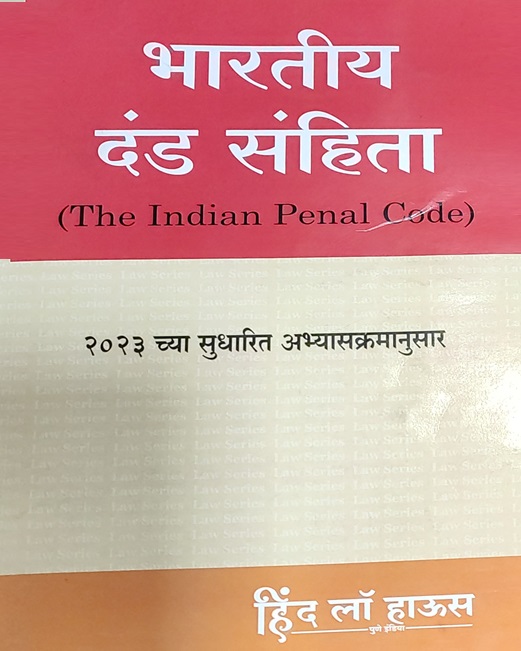 भारतीय
दंड संहिता
(The Indian Penal Code)
२०२३ च्या सुधारित अभ्यासक्रमानुसार
हिंद लॉ हाऊस
पुणे इंडिया